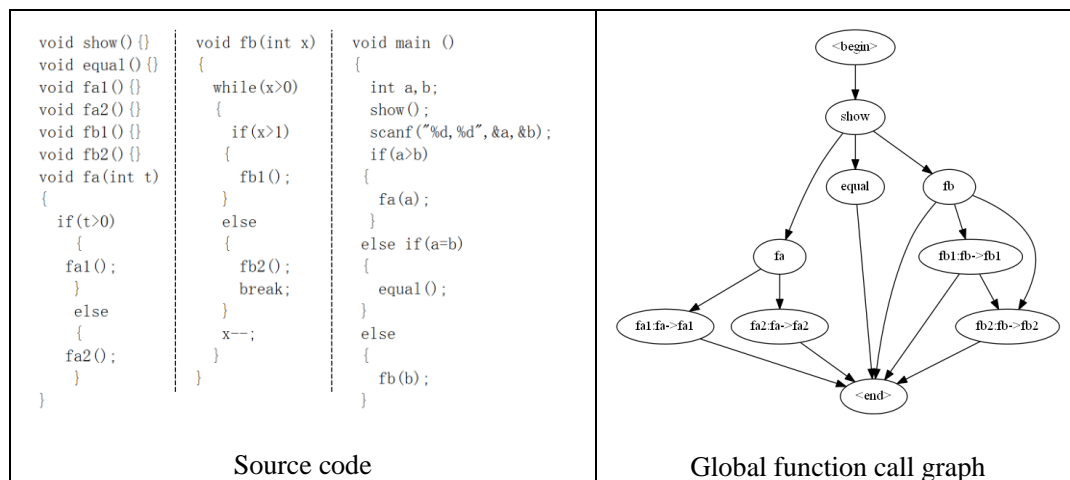 void show(){}
void equal(){}
void fa1(){}
void fa2(){}
void fb1(){}
void fb2(){}
void fa(int t)
{
if(t>0)
{
fa1();
}
else
{
fa2();
}
}
void fb(int x)
{
while(x>0)
{
if(x>1)
{
fb1();
}
else
{
fb2();
break;
}
x--;
}
}
void main ()
{
int a,b;
show();
scanf("%d,%d",&a,&b);
if(a>b)
{
fa(a);
}
else if(a=b)
{
equal();
}
else
{
fb(b);
}
Source code
<begin>
show
equal
fb
fa
fb1:fb->fb1
fa1:fa->fa1
fa2:fa->fa2
fb2:fb->fb2
<end>
Global function call graph